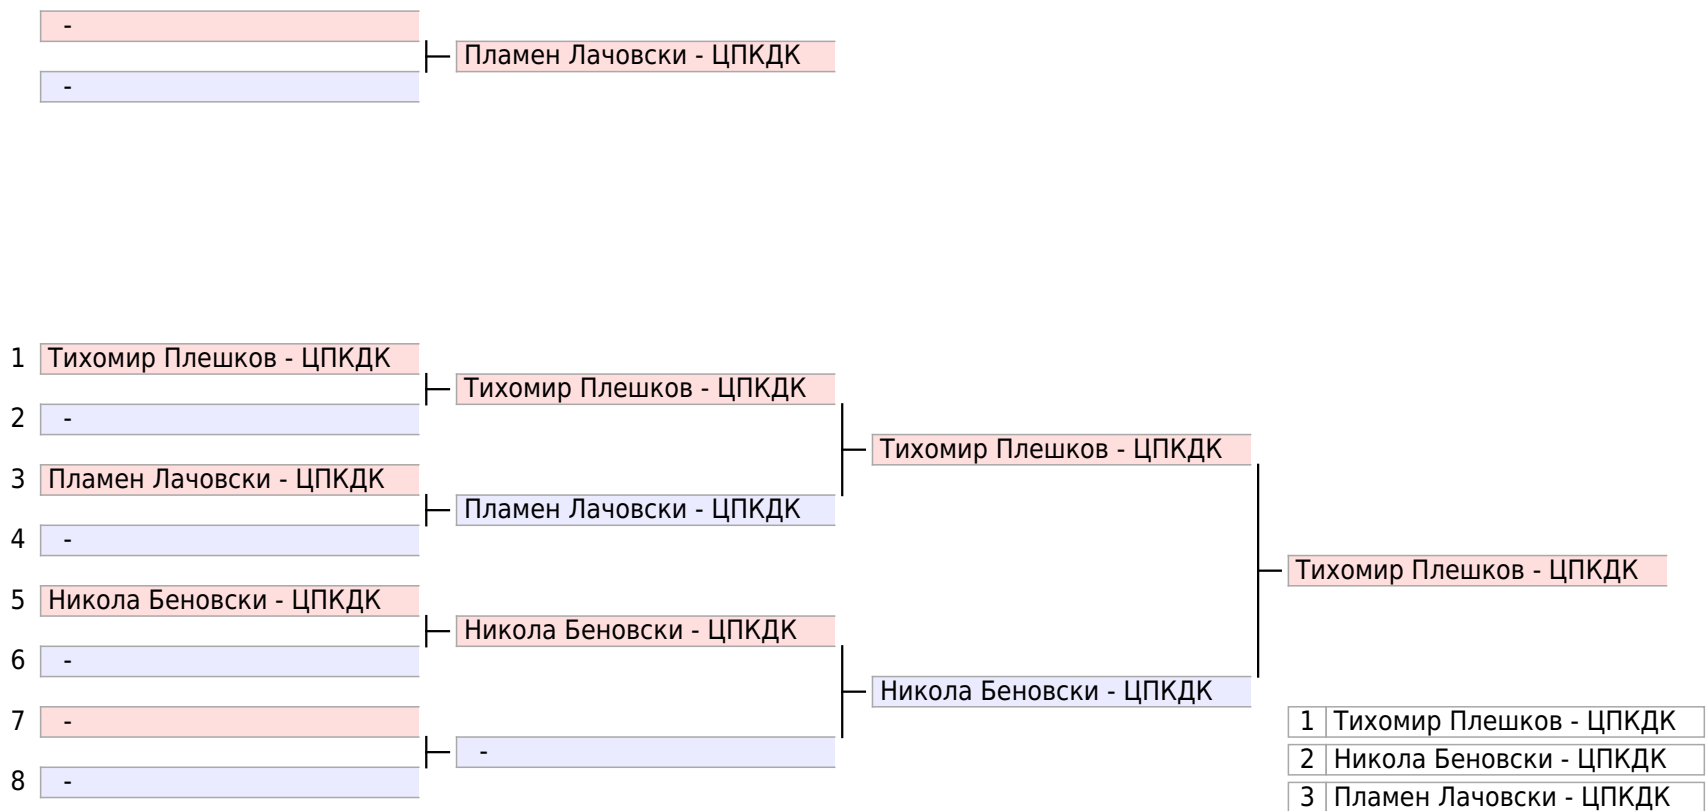 -
Пламен Лачовски - ЦПКДК
-
1 Тихомир Плешков - ЦПКДК
Тихомир Плешков - ЦПКДК
2 -
Тихомир Плешков - ЦПКДК
3 Пламен Лачовски - ЦПКДК
Пламен Лачовски - ЦПКДК
4 -
Тихомир Плешков - ЦПКДК
5 Никола Беновски - ЦПКДК
Никола Беновски - ЦПКДК
6 -
Никола Беновски - ЦПКДК
7 -
-
8 -
1 Тихомир Плешков - ЦПКДК
2 Никола Беновски - ЦПКДК
3 Пламен Лачовски - ЦПКДК